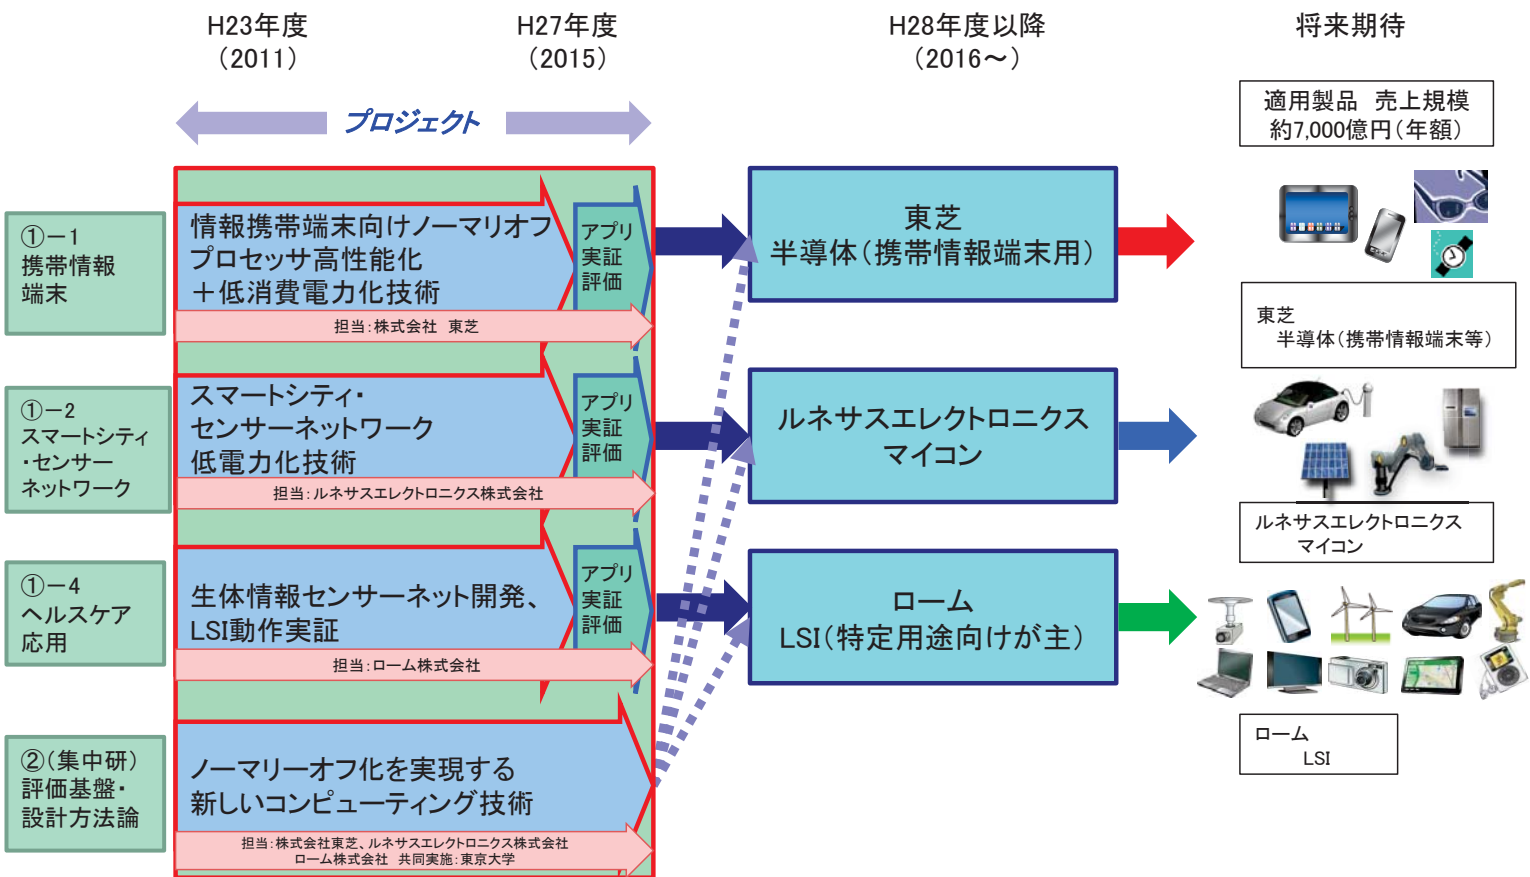 H23年度
（2011）
H27年度
（2015）
H28年度以降
（2016～）
将来期待
プロジェクト
適用製品　売上規模
約7,000億円（年額）
①－1
携帯情報
端末
情報携帯端末向けノーマリオフ
プロセッサ高性能化
＋低消費電力化技術
アプリ
実証
評価
担当：株式会社　東芝
東芝
半導体（携帯情報端末用）
東芝
半導体（携帯情報端末等）
①－2
スマートシティ
・センサー
ネットワーク
スマートシティ・
センサーネットワーク
低電力化技術
アプリ
実証
評価
担当：ルネサスエレクトロニクス株式会社
ルネサスエレクトロニクス
マイコン
ルネサスエレクトロニクス
マイコン
①－4
ヘルスケア
応用
生体情報センサーネット開発、
LSI動作実証
アプリ
実証
評価
担当：ローム株式会社
ローム
LSI（特定用途向けが主）
ローム
LSI
②（集中研）
評価基盤・
設計方法論
ノーマリーオフ化を実現する
新しいコンピューティング技術
担当：株式会社東芝、ルネサスエレクトロニクス株式会社
ローム株式会社　共同実施：東京大学